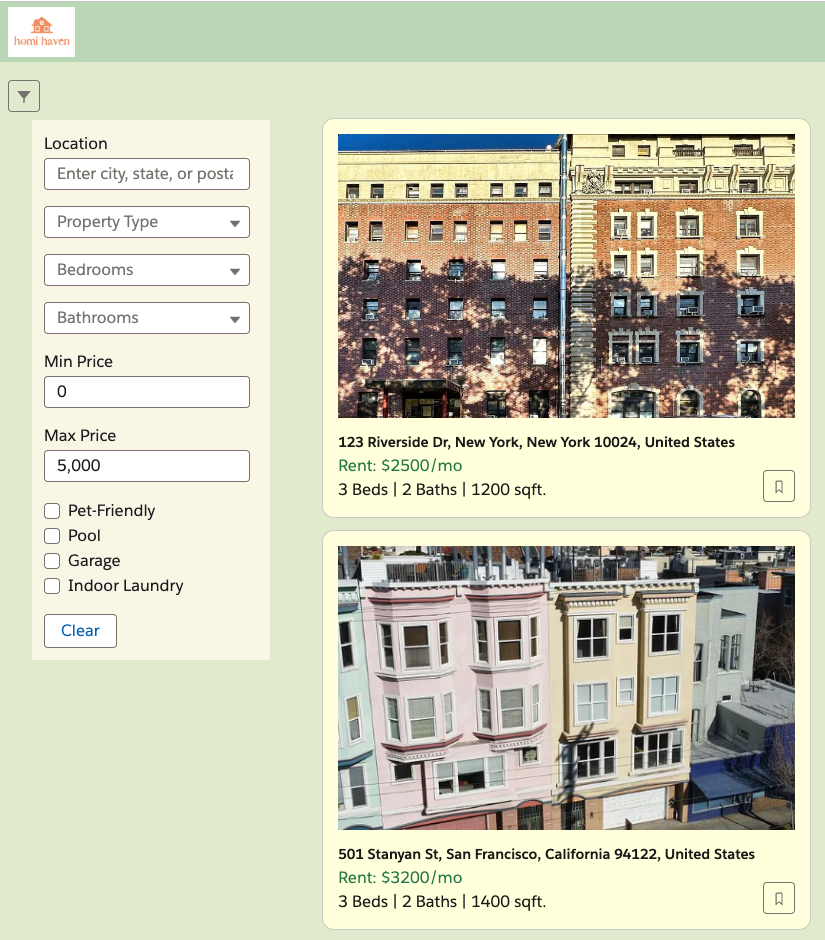 homi haven
Location
Enter city, state, or posta
Property Type
Bedrooms
Bathrooms
Min Price
0
Max Price
5,000
Pet-Friendly
Pool
Garage
Indoor Laundry
Clear
123 Riverside Dr, New York, New York 10024, United States
Rent: $2500/mo
3 Beds | 2 Baths | 1200 sqft.
501 Stanyan St, San Francisco, California 94122, United States
Rent: $3200/mo
3 Beds | 2 Baths | 1400 sqft.